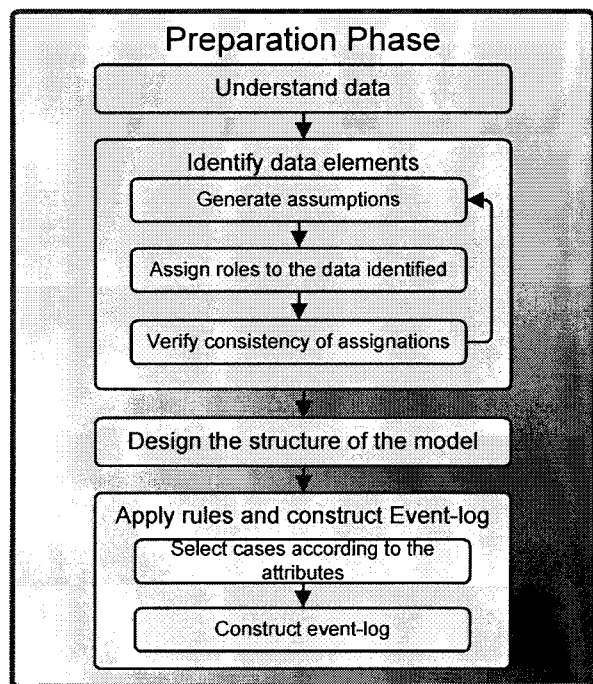 Preparation Phase
Understand data
Identify data elements
Generate assumptions
Assign roles to the data identified
Verify consistency of assignations
Design the structure of the model
Apply rules and construct Event-log
Select cases according to the
attributes
Construct event-log